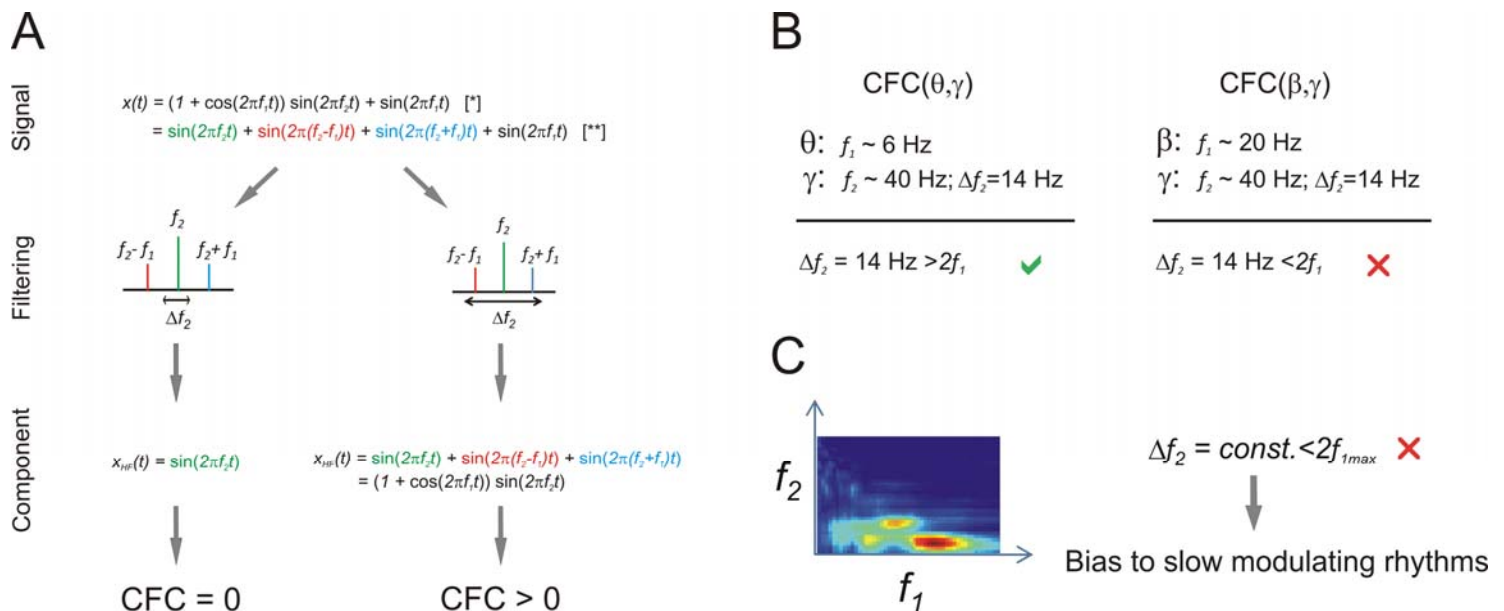 A
Signal
x(t) = (1 + cos(2πf₁t)) sin(2πf₂t) + sin(2πf₁t) [*]
= sin(2πf₂t) + sin(2π(f₂-f₁)t) + sin(2π(f₂+f₁)t) + sin(2πf₁t) [**]
Filtering
f₂
f₂- f₁
f₂+ f₁
Δf₂
f₂
f₂- f₁
f₂+ f₁
Δf₂
Component
x_HF(t) = sin(2πf₂t)
x_HF(t) = sin(2πf₂t) + sin(2π(f₂-f₁)t) + sin(2π(f₂+f₁)t)
= (1 + cos(2πf₁t)) sin(2πf₂t)
CFC = 0
CFC > 0
B
CFC(θ,γ)
θ: f₁ ~ 6 Hz
γ: f₂ ~ 40 Hz; Δf₂=14 Hz
Δf₂ = 14 Hz >2f₁
CFC(β,γ)
β: f₁ ~ 20 Hz
γ: f₂ ~ 40 Hz; Δf₂=14 Hz
Δf₂ = 14 Hz <2f₁
C
f₂
f₁
Δf₂ = const.<2f₁max
Bias to slow modulating rhythms